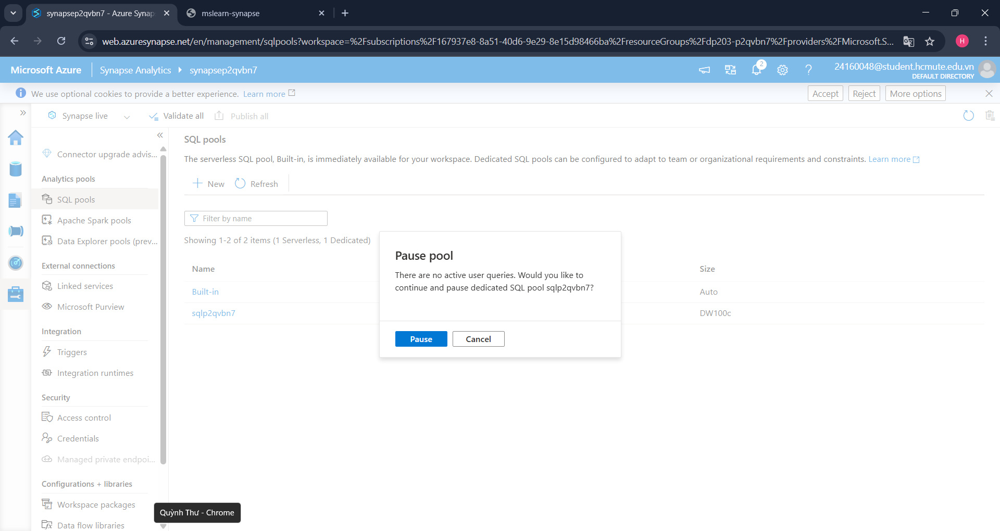 synapsep2qvbn7 - Azure Synap
mslearn-synapse
web.azuresynapse.net/en/management/sqlpools?workspace=%2Fsubscriptions%2F167937e8-8a51-40d6-9e29-8e15d98466ba%2FresourceGroups%2Fdp203-p2qvbn7%2Fproviders%2FMicrosoft.S...
H
Microsoft Azure
Synapse Analytics
synapsep2qvbn7
2
24160048@student.hcmute.edu.vn
DEFAULT DIRECTORY
We use optional cookies to provide a better experience. Learn more
Accept
Reject
More options
Synapse live
Validate all
Publish all
Connector upgrade advis...
Analytics pools
SQL pools
Apache Spark pools
Data Explorer pools (prev...
External connections
Linked services
Microsoft Purview
Integration
Triggers
Integration runtimes
Security
Access control
Credentials
Managed private endpoi...
Configurations + libraries
Workspace packages
Data flow libraries
Quỳnh Thư - Chrome
SQL pools
The serverless SQL pool, Built-in, is immediately available for your workspace. Dedicated SQL pools can be configured to adapt to team or organizational requirements and constraints. Learn more
New
Refresh
Filter by name
Showing 1-2 of 2 items (1 Serverless, 1 Dedicated)
Name
Size
Built-in
Auto
sqlp2qvbn7
DW100c
Pause pool
There are no active user queries. Would you like to
continue and pause dedicated SQL pool sqlp2qvbn7?
Pause
Cancel